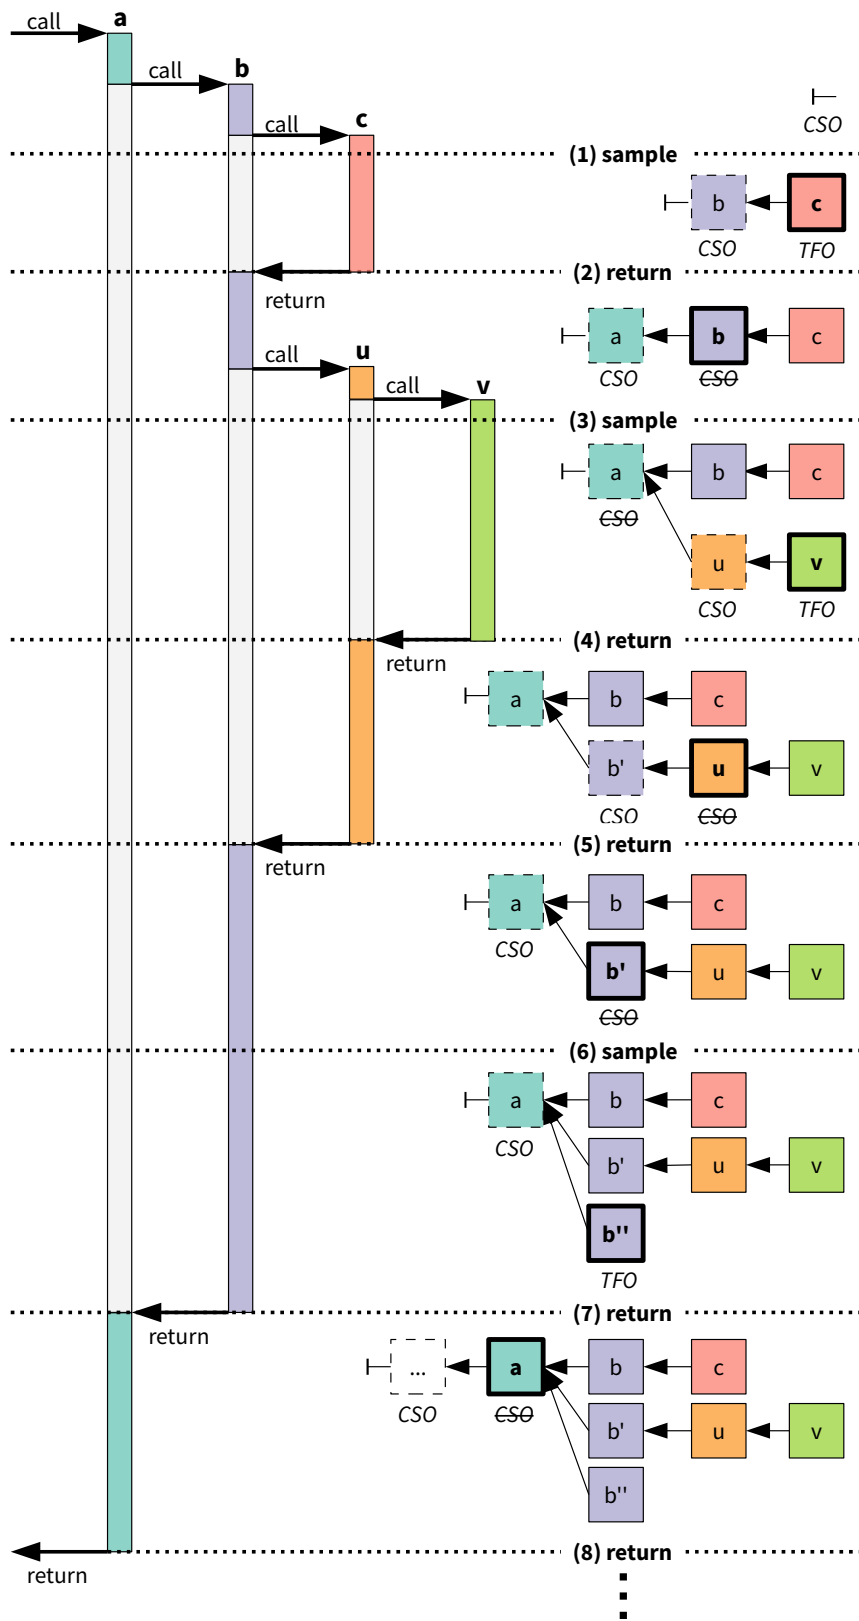 a
call
b
call
c
call
CSO
(1) sample
b
c
CSO
TFO
(2) return
return
a
b
c
CSO
CSO
u
call
v
call
(3) sample
a
b
c
CSO
u
v
CSO
TFO
(4) return
return
a
b
c
b'
u
v
CSO
CSO
(5) return
return
a
b
c
CSO
b'
u
v
CSO
(6) sample
a
b
c
CSO
b'
u
v
b''
TFO
(7) return
return
...
a
b
c
CSO
CSO
b'
u
v
b''
(8) return
return